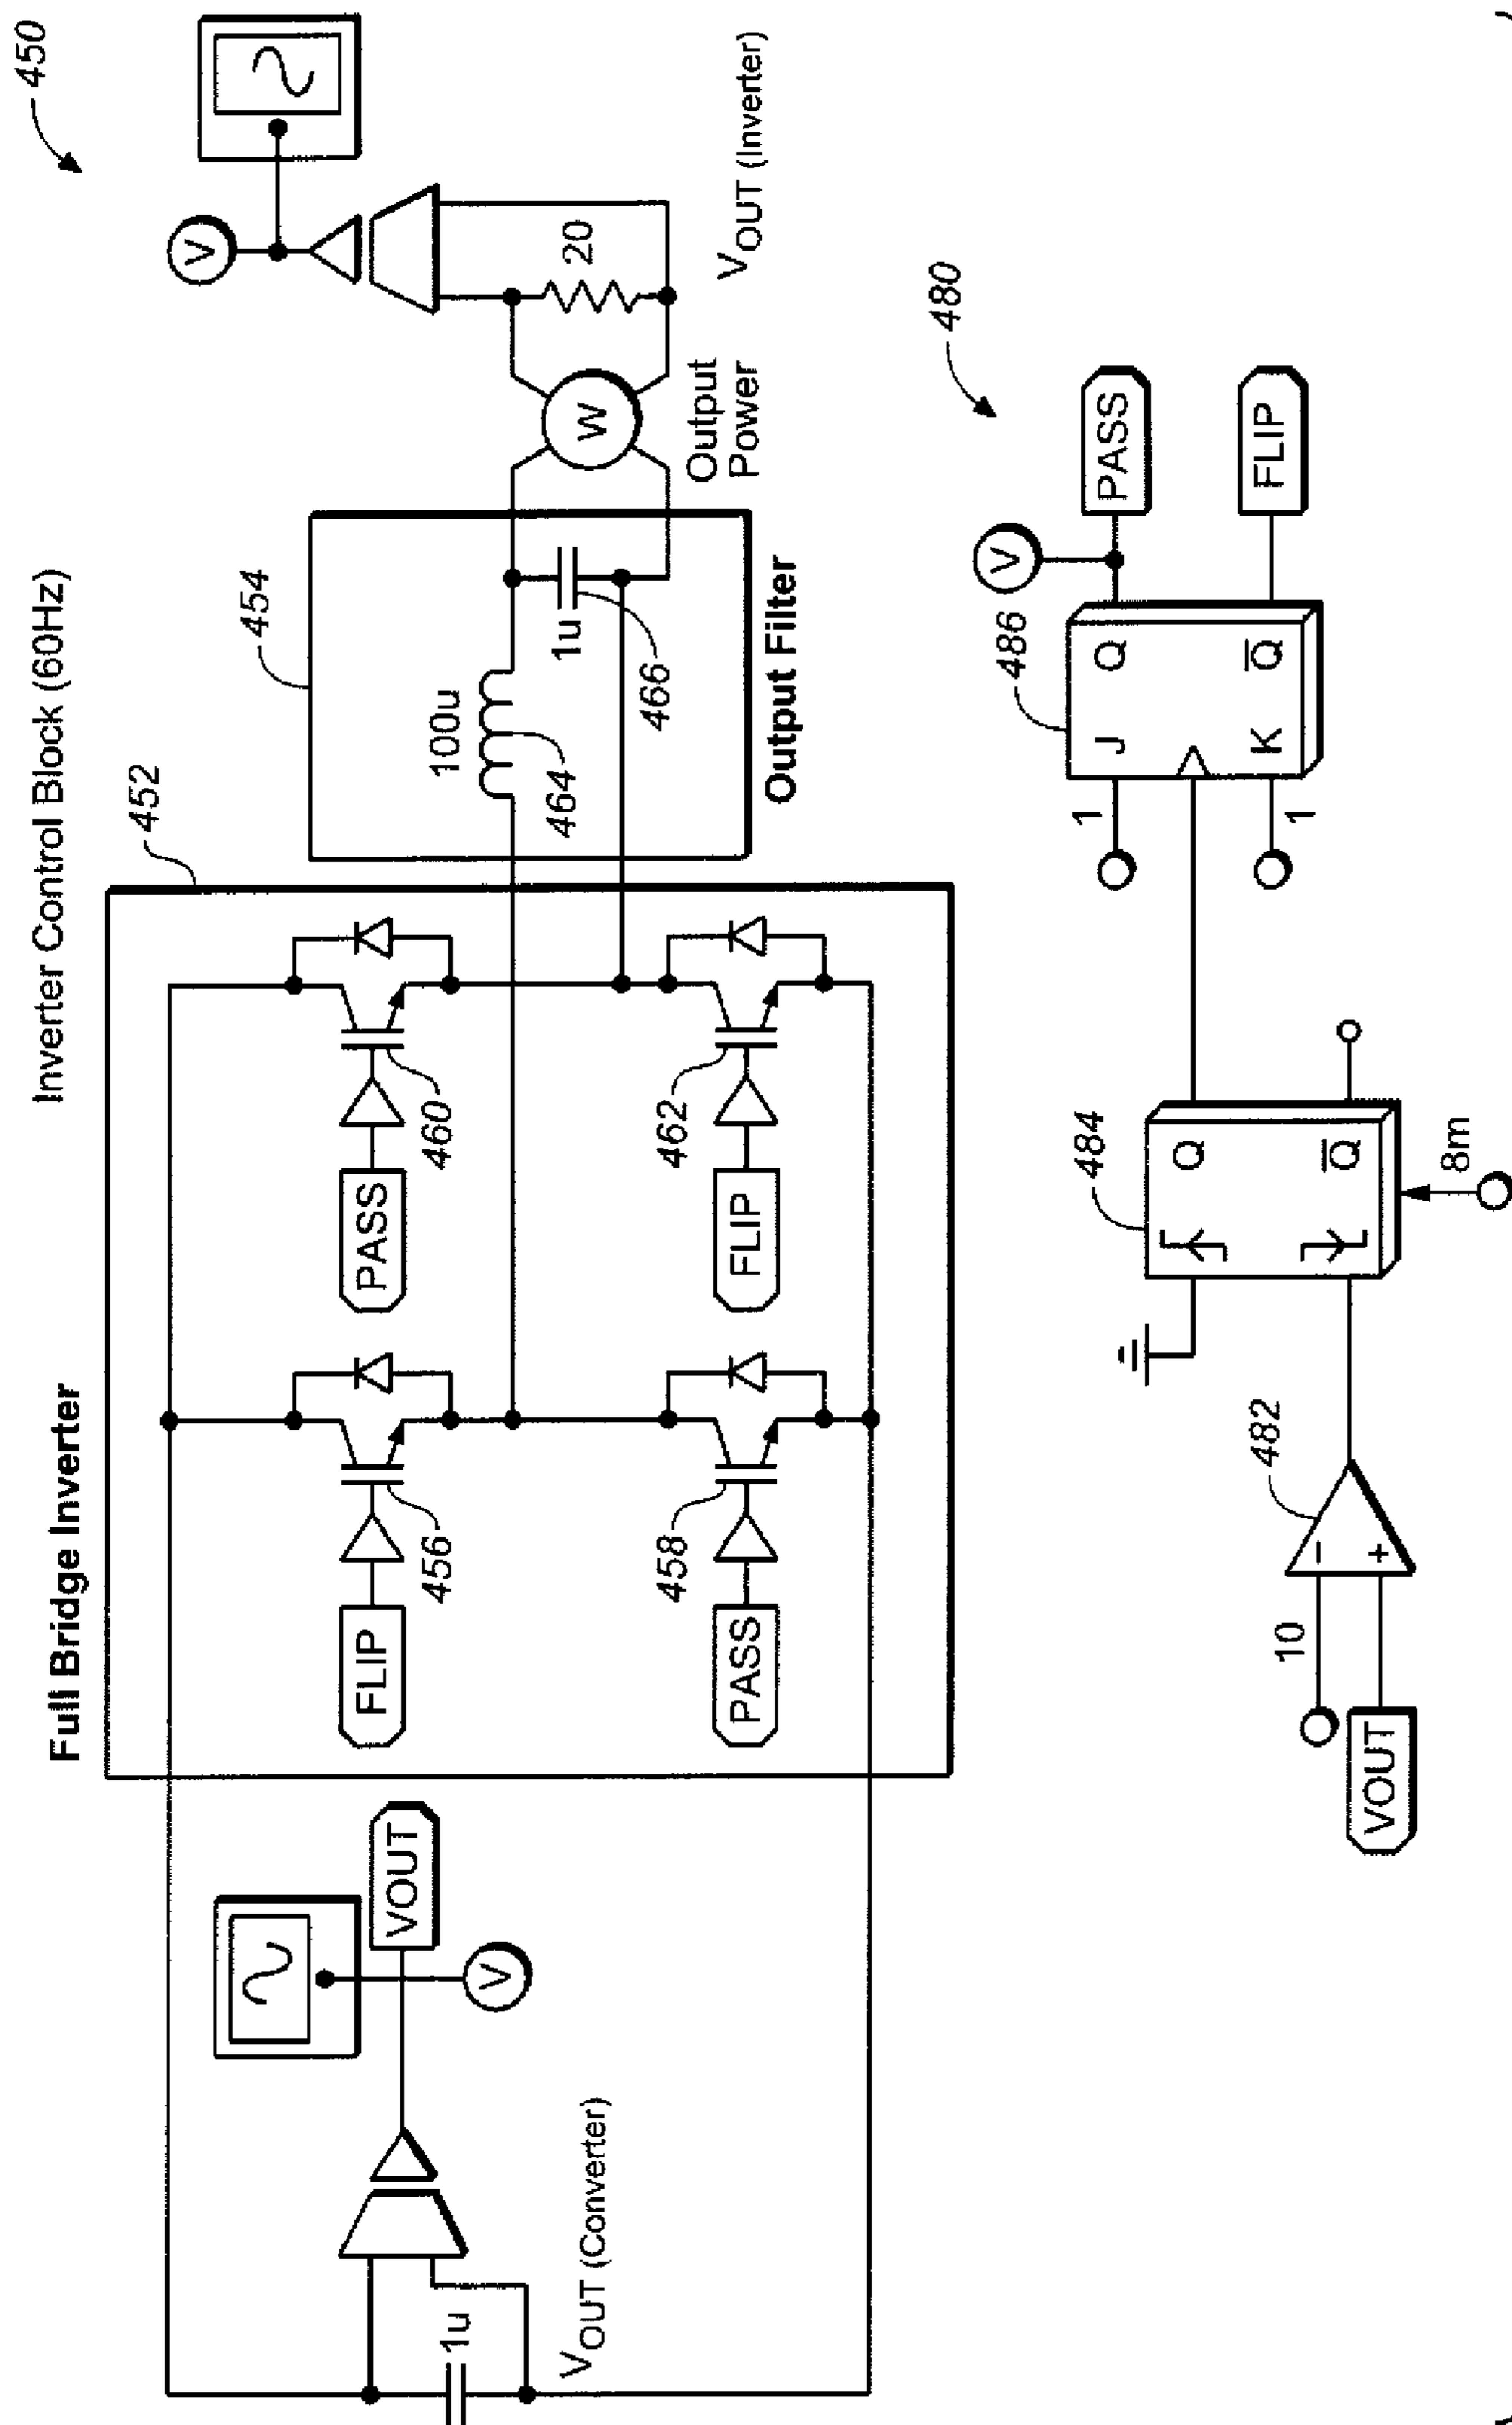 Inverter Control Block (60Hz)
450
Full Bridge Inverter
452
454
V
VOUT
V
1u
VOUT (Converter)
FLIP
456
PASS
460
PASS
458
FLIP
462
100u
464
1u
466
Output Filter
W
Output
Power
20
VOUT (Inverter)
480
10
VOUT
-
+
482
484
Q
Q
8m
486
1
J
Q
1
K
Q
V
PASS
FLIP